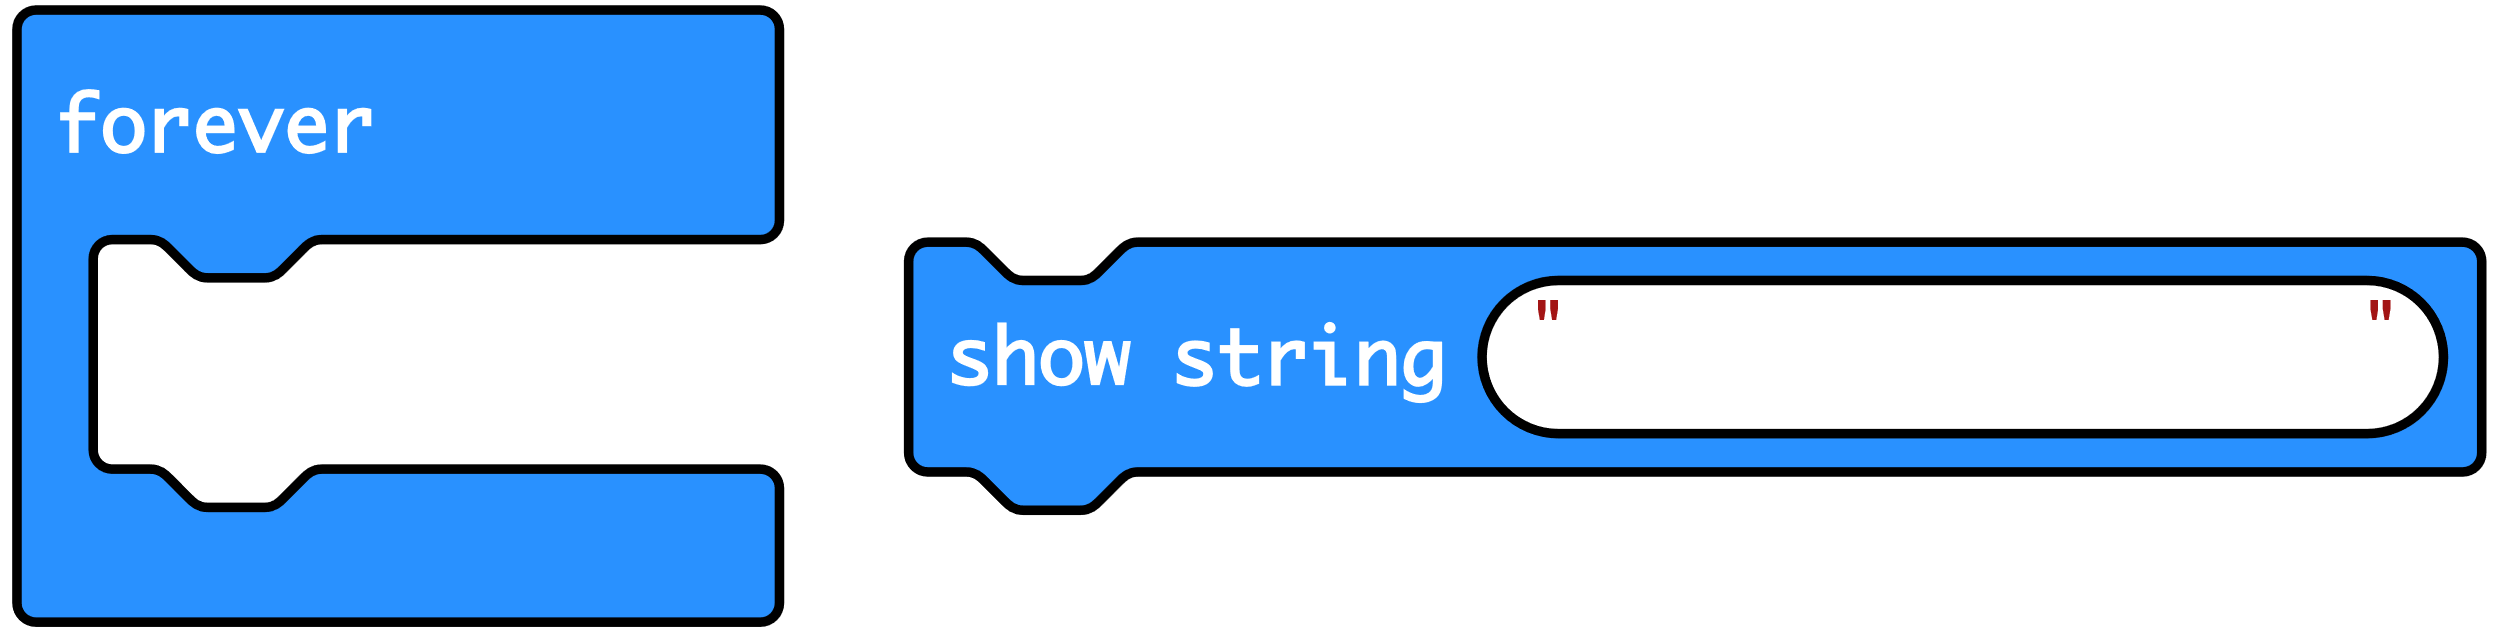 forever
show string " "